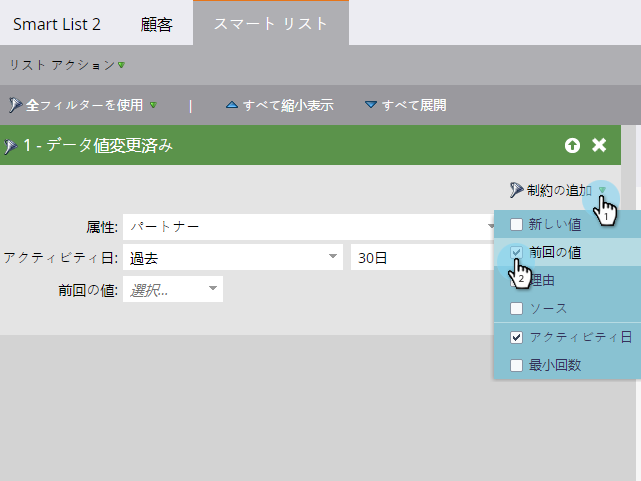 Smart List 2 顧客 スマート リスト
リスト アクション
全フィルターを使用 | すべて縮小表示 すべて展開
1 - データ値変更済み
制約の追加
1
属性: パートナー
新しい値
アクティビティ日: 過去 30日
前回の値
2
前回の値: 選択...
理由
ソース
アクティビティ日
最小回数